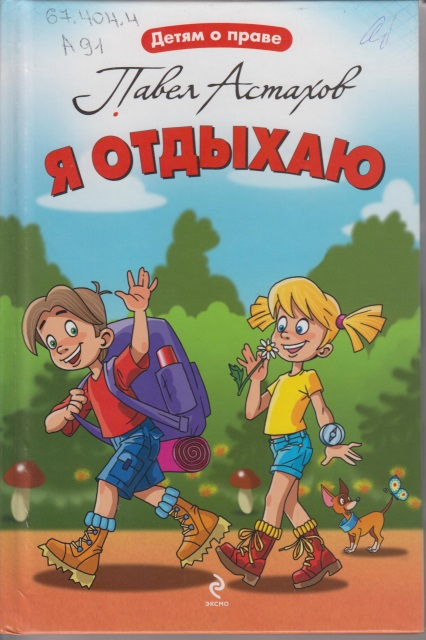 67.404.4
А91
Детям о праве
Павел Астахов
Я ОТДЫХАЮ
ЭКСМО